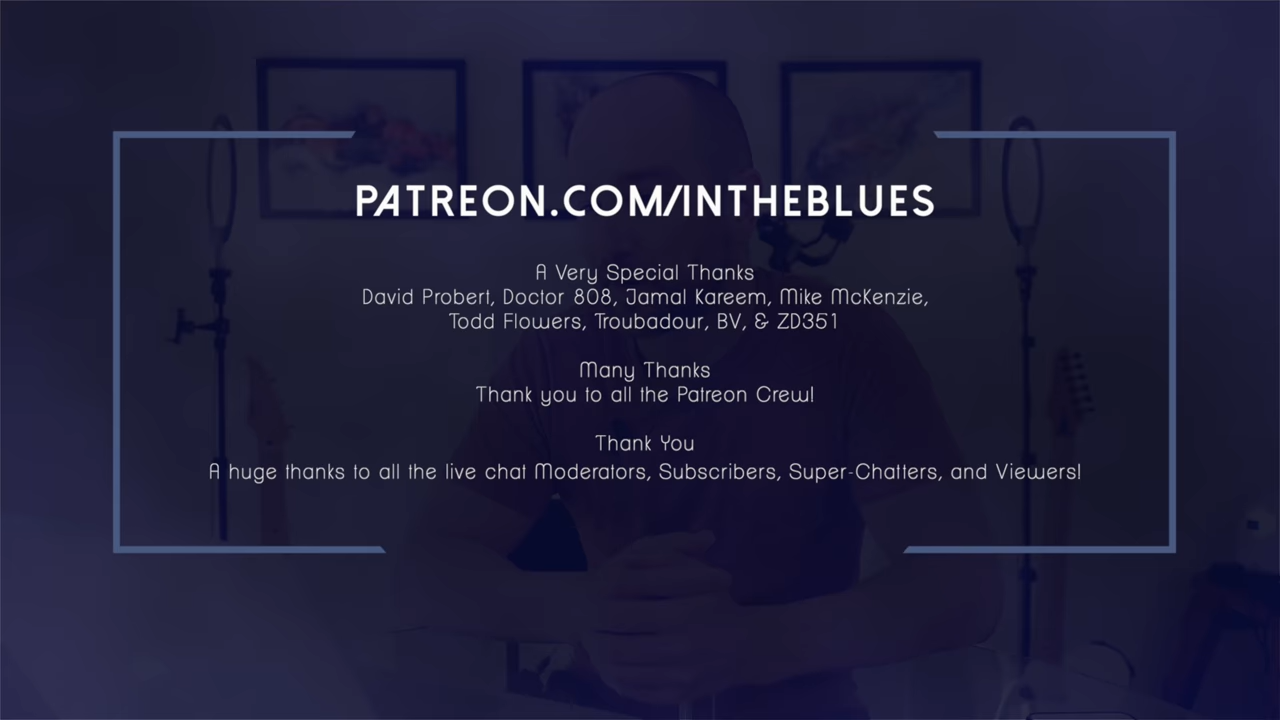 PATREON.COM/INTHEBLUES
A Very Special Thanks
David Probert, Doctor 808, Jamal Kareem, Mike McKenzie,
Todd Flowers, Troubadour, BV, & ZD351
Many Thanks
Thank you to all the Patreon Crew!
Thank You
A huge thanks to all the live chat Moderators, Subscribers, Super-Chatters, and Viewers!